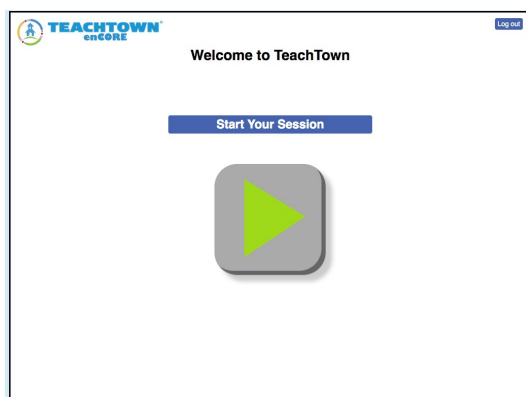 TEACHTOWN®
enCORE
Log out
Welcome to TeachTown
Start Your Session